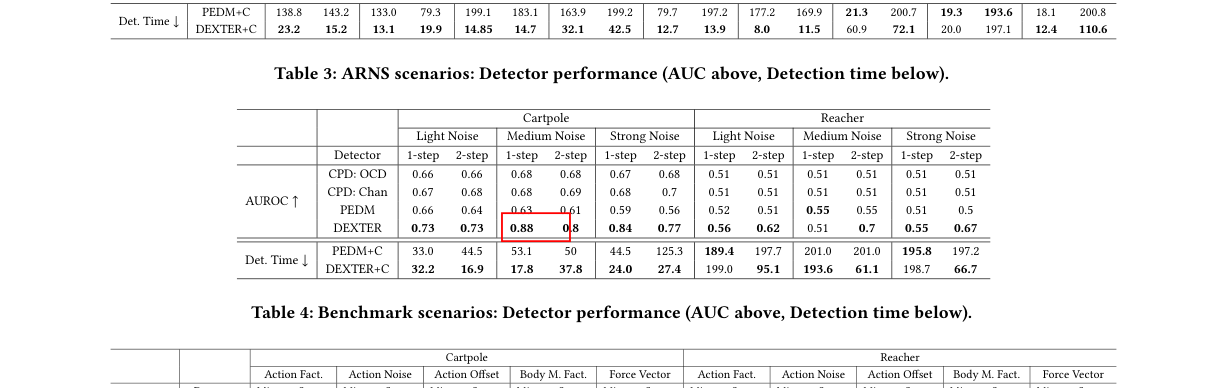 Det. Time ↓ PEDM+C 138.8 143.2 133.0 79.3 199.1 183.1 163.9 199.2 79.7 197.2 177.2 169.9 21.3 200.7 19.3 193.6 18.1 200.8
DEXTER+C 23.2 15.2 13.1 19.9 14.85 14.7 32.1 42.5 12.7 13.9 8.0 11.5 60.9 72.1 20.0 197.1 12.4 110.6
Table 3: ARNS scenarios: Detector performance (AUC above, Detection time below).
Cartpole Reacher
Light Noise Medium Noise Strong Noise Light Noise Medium Noise Strong Noise
Detector 1-step 2-step 1-step 2-step 1-step 2-step 1-step 2-step 1-step 2-step 1-step 2-step
AUROC ↑ CPD: OCD 0.66 0.66 0.68 0.68 0.67 0.68 0.51 0.51 0.51 0.51 0.51 0.51
CPD: Chan 0.67 0.68 0.68 0.69 0.68 0.7 0.51 0.51 0.51 0.51 0.51 0.51
PEDM 0.66 0.64 0.63 0.61 0.59 0.56 0.52 0.51 0.55 0.55 0.51 0.5
DEXTER 0.73 0.73 0.88 0.8 0.84 0.77 0.56 0.62 0.51 0.7 0.55 0.67
Det. Time ↓ PEDM+C 33.0 44.5 53.1 50 44.5 125.3 189.4 197.7 201.0 201.0 195.8 197.2
DEXTER+C 32.2 16.9 17.8 37.8 24.0 27.4 199.0 95.1 193.6 61.1 198.7 66.7
Table 4: Benchmark scenarios: Detector performance (AUC above, Detection time below).
Cartpole Reacher
Action Fact. Action Noise Action Offset Body M. Fact. Force Vector Action Fact. Action Noise Action Offset Body M. Fact. Force Vector